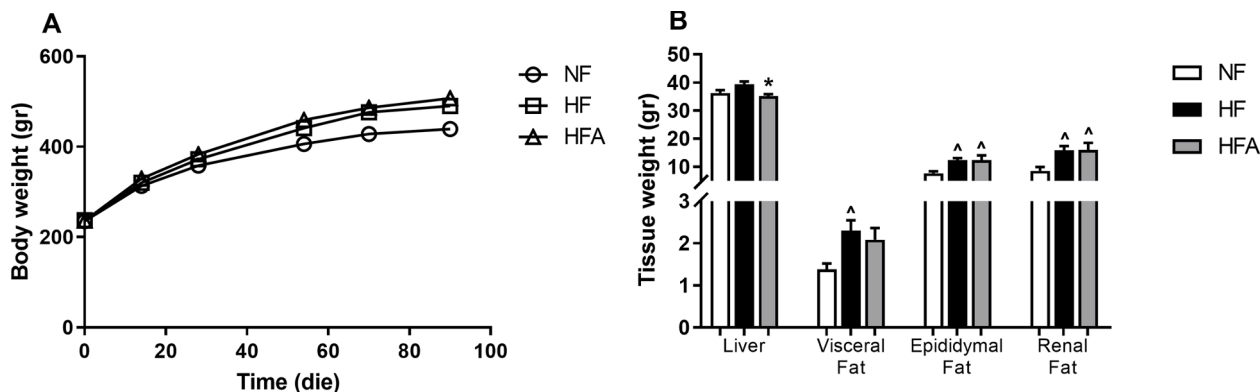 A
Body weight (gr)
600
400
200
0
0 20 40 60 80 100
Time (die)
NF
HF
HFA
B
Tissue weight (gr)
50
40
30
20
10
3
2
1
0
*
^
^ ^
^ ^
Liver Visceral Fat Epididymal Fat Renal Fat
NF
HF
HFA